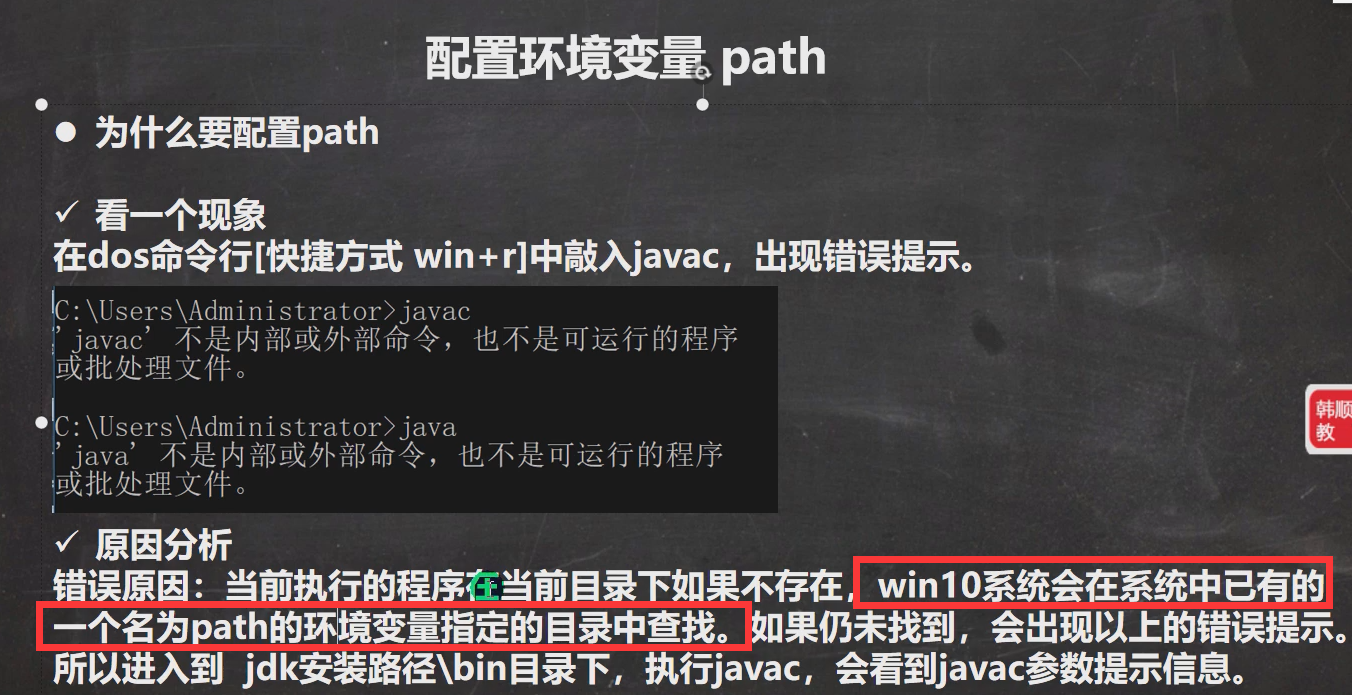 配置环境变量 path
● 为什么要配置path
✓ 看一个现象
在dos命令行[快捷方式 win+r]中敲入javac，出现错误提示。
C:\Users\Administrator>javac
'javac' 不是内部或外部命令，也不是可运行的程序
或批处理文件。
C:\Users\Administrator>java
'java' 不是内部或外部命令，也不是可运行的程序
或批处理文件。
韩顺
教
✓ 原因分析
错误原因：当前执行的程序在当前目录下如果不存在，win10系统会在系统中已有的
一个名为path的环境变量指定的目录中查找。如果仍未找到，会出现以上的错误提示。
所以进入到 jdk安装路径\bin目录下，执行javac，会看到javac参数提示信息。